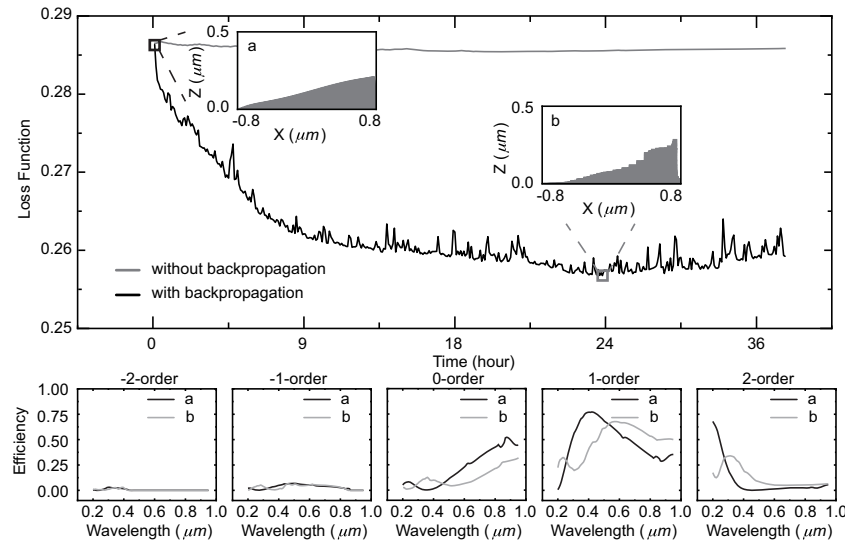 0.29
0.28
0.27
0.26
0.25
Loss Function
0.5
Z (μm)
0.0
a
-0.8
0.8
X (μm)
0.5
Z (μm)
0.0
b
-0.8
0.8
X (μm)
without backpropagation
with backpropagation
0 9 18 24 36
Time (hour)
-2-order -1-order 0-order 1-order 2-order
1.00
0.75
0.50
0.25
0.00
Efficiency
a
b
a
b
a
b
a
b
a
b
0.2 0.4 0.6 0.8 1.0 0.2 0.4 0.6 0.8 1.0 0.2 0.4 0.6 0.8 1.0 0.2 0.4 0.6 0.8 1.0 0.2 0.4 0.6 0.8 1.0
Wavelength (μm) Wavelength (μm) Wavelength (μm) Wavelength (μm) Wavelength (μm)